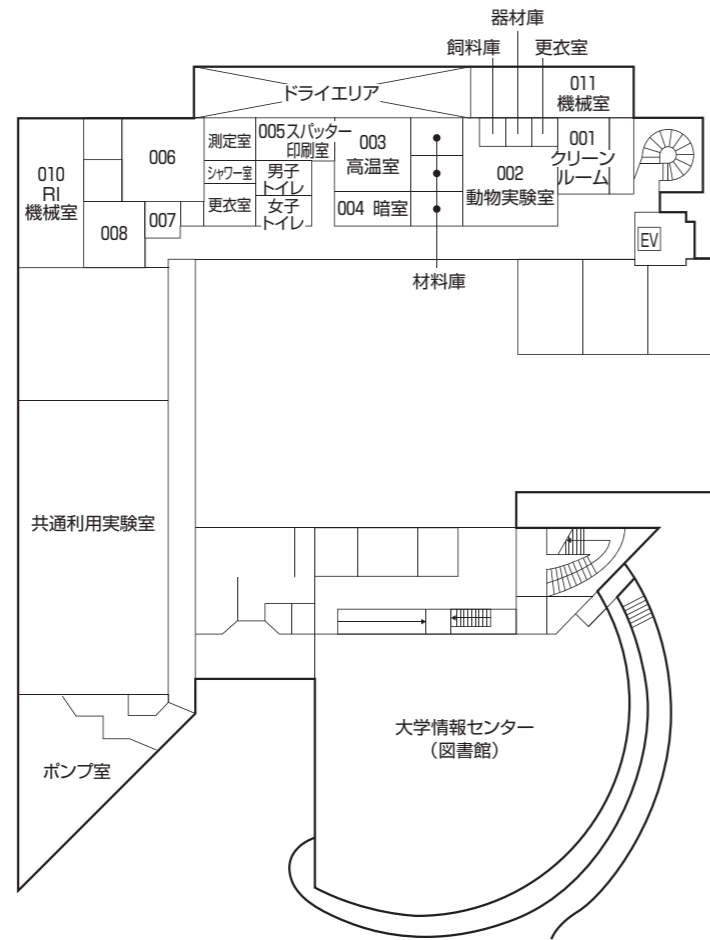 器材庫
飼料庫
更衣室
ドライエリア
011
機械室
測定室
005スパッター
印刷室
003
高温室
001
クリーン
ルーム
006
010
RI
機械室
シャワー室
男子
トイレ
002
動物実験室
更衣室
女子
トイレ
004 暗室
007
008
EV
材料庫
共通利用実験室
大学情報センター
（図書館）
ポンプ室